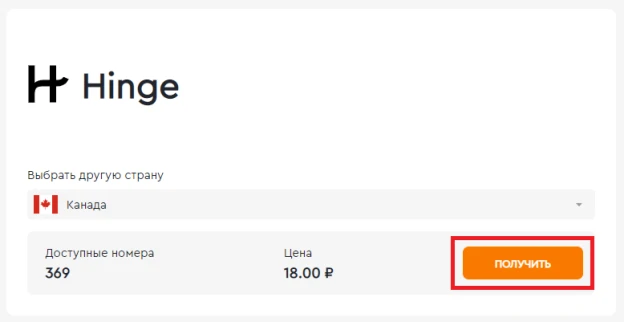 Hinge
Выбрать другую страну
Канада
Доступные номера
369
Цена
18.00 ₽
ПОЛУЧИТЬ